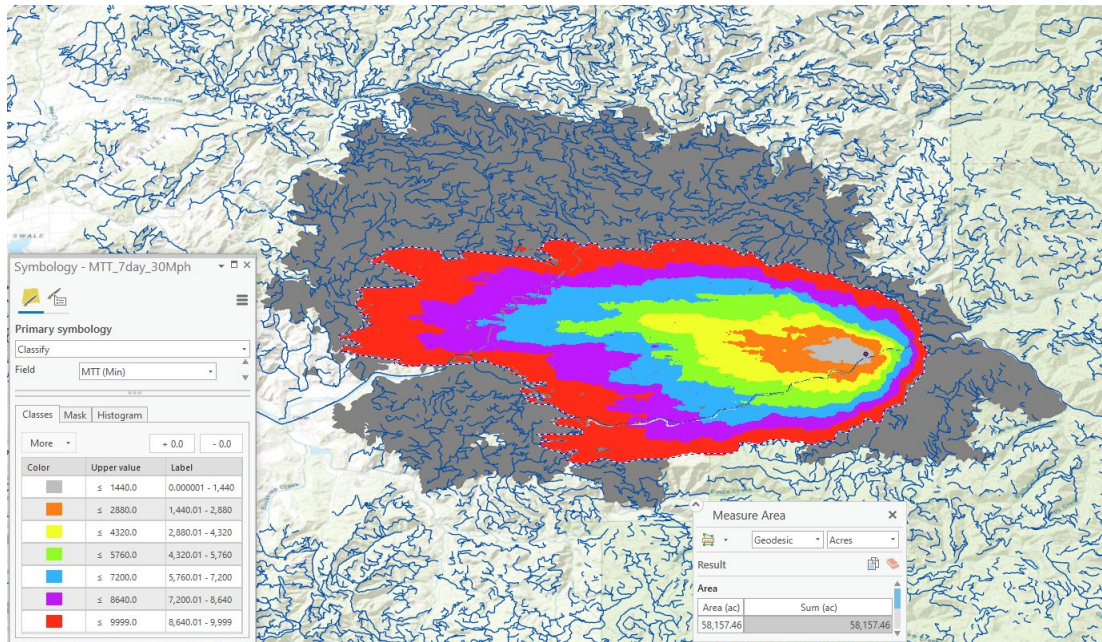 SWALE
Symbology - MTT_7day_30Mph
Primary symbology
Classify
Field MTT (Min)
Classes Mask Histogram
More + 0.0 - 0.0
Color Upper value Label
≤ 1440.0 0.000001 - 1,440
≤ 2880.0 1,440.01 - 2,880
≤ 4320.0 2,880.01 - 4,320
≤ 5760.0 4,320.01 - 5,760
≤ 7200.0 5,760.01 - 7,200
≤ 8640.0 7,200.01 - 8,640
≤ 9999.0 8,640.01 - 9,999
Measure Area
Geodesic Acres
Result
Area
Area (ac) Sum (ac)
58,157.46 58,157.46